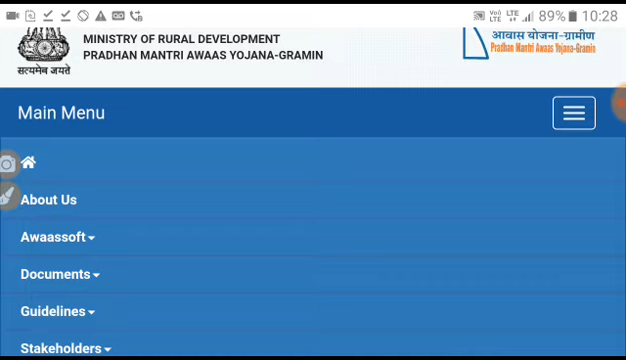 89% 10:28
MINISTRY OF RURAL DEVELOPMENT
PRADHAN MANTRI AWAAS YOJANA-GRAMIN
सत्यमेव जयते
आवास योजना-ग्रामीण
Pradhan Mantri Awaas Yojana-Gramin
Main Menu
About Us
Awaassoft
Documents
Guidelines
Stakeholders